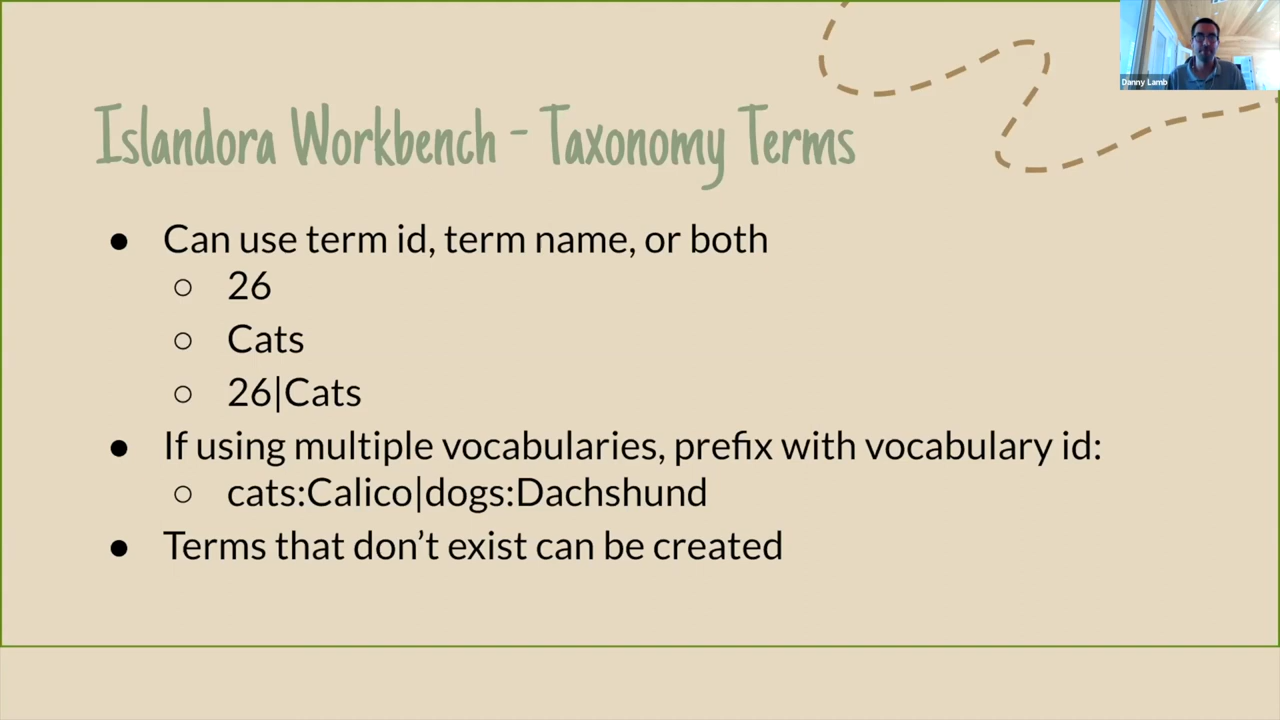 Danny Lamb
Islandora Workbench - Taxonomy Terms
● Can use term id, term name, or both
○ 26
○ Cats
○ 26|Cats
● If using multiple vocabularies, prefix with vocabulary id:
○ cats:Calico|dogs:Dachshund
● Terms that don’t exist can be created